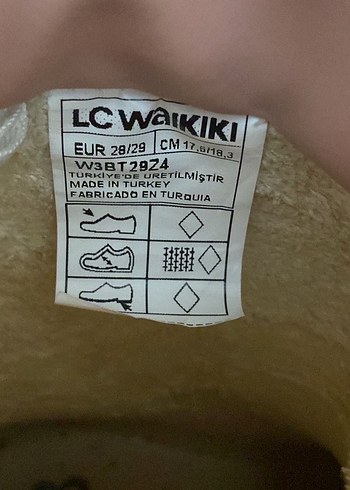 LC WAIKIKI
EUR 28/29 CM 17,5/18,3
W3BT29Z4
TÜRKİYE'DE ÜRETİLMİŞTİR
MADE IN TURKEY
FABRICADO EN TURQUIA